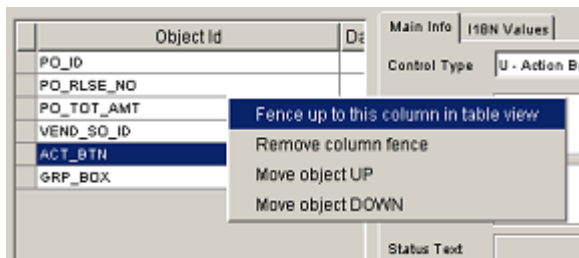 Object Id
Da
PO_ID
PO_RLSE_NO
PO_TOT_AMT
VEND_SO_ID
ACT_BTN
GRP_BOX
Main Info
I18N Values
Control Type
U - Action B
Fence up to this column in table view
Remove column fence
Move object UP
Move object DOWN
Status Text